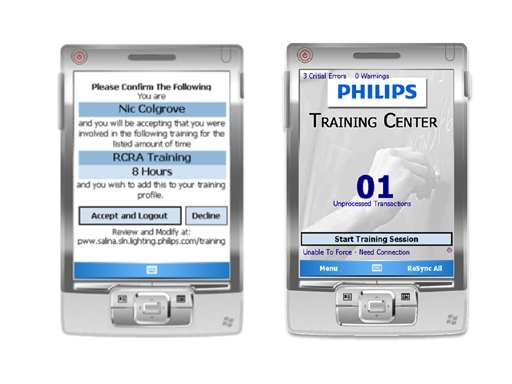 Please Confirm The Following
You are
Nic Colgrove
and you will be accepting that you were
involved in the following training for the
listed amount of time
RCRA Training
8 Hours
and you wish to add this to your training
profile.
Accept and Logout Decline
Review and Modify at:
pww.salina.sln.lighting.philips.com/training
3 Critial Errors 0 Warnings
PHILIPS
TRAINING CENTER
01
Unprocessed Transactions
Start Training Session
Unable To Force - Need Connection
Menu ReSync All